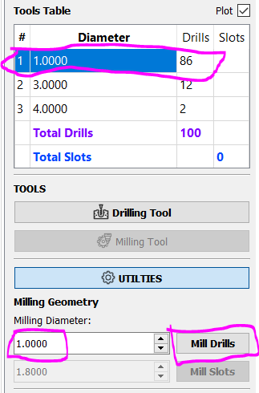 Tools Table Plot
# Diameter Drills Slots
1 1.0000 86
2 3.0000 12
3 4.0000 2
Total Drills 100
Total Slots 0
TOOLS
Drilling Tool
Milling Tool
UTILTIES
Milling Geometry
Milling Diameter:
1.0000 Mill Drills
1.8000 Mill Slots